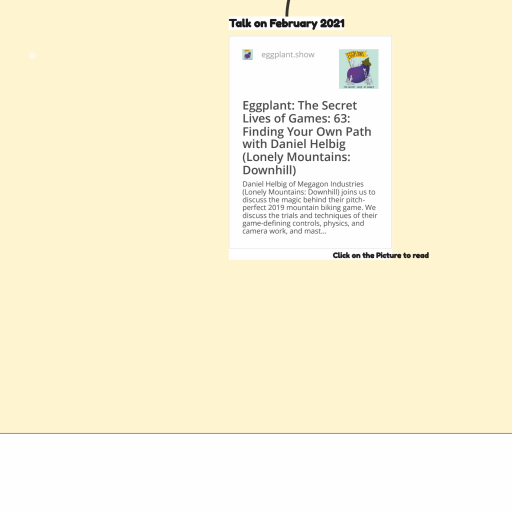 Talk on February 2021
eggplant.show
Eggplant: The Secret
Lives of Games: 63:
Finding Your Own Path
with Daniel Helbig
(Lonely Mountains:
Downhill)
Daniel Helbig of Megagon Industries
(Lonely Mountains: Downhill) joins us to
discuss the magic behind their pitch-
perfect 2019 mountain biking game. We
discuss the trials and techniques of their
game-defining controls, physics, and
camera work, and mast...
Click on the Picture to read